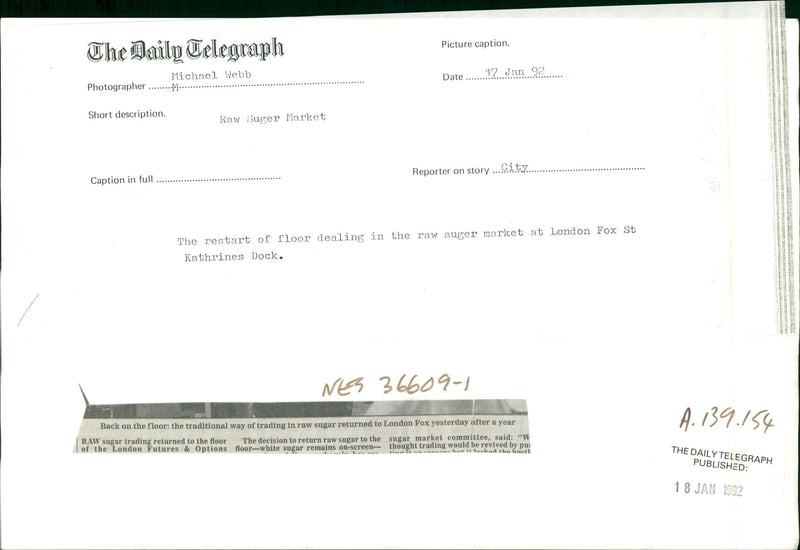 The Daily Telegraph
Picture caption.
Michael Webb
Photographer ........M
Date ......17 Jan 92......
Short description.
Raw Suger Market
Caption in full
Reporter on story ...City
The restart of floor dealing in the raw suger market at London Fox St
Kathrines Dock.
NEG 36609-1
Back on the floor: the traditional way of trading in raw sugar returned to London Fox yesterday after a year
RAW sugar trading returned to the floor
of the London Futures & Options
The decision to return raw sugar to the
floor—white sugar remains on-screen—
sugar market committee, said: "W
thought trading would be revived by put
A.139.154
THE DAILY TELEGRAPH
PUBLISHED:
18 JAN 1992